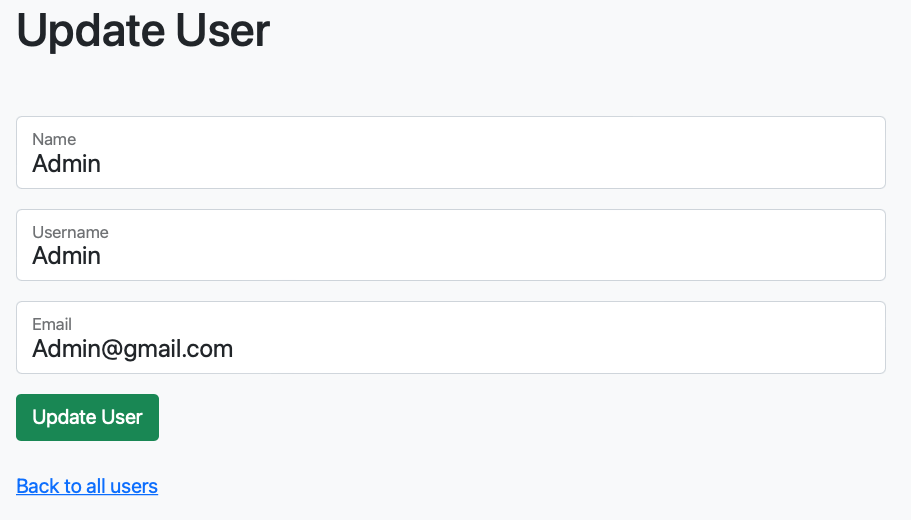 Update User
Name
Admin
Username
Admin
Email
Admin@gmail.com
Update User
Back to all users